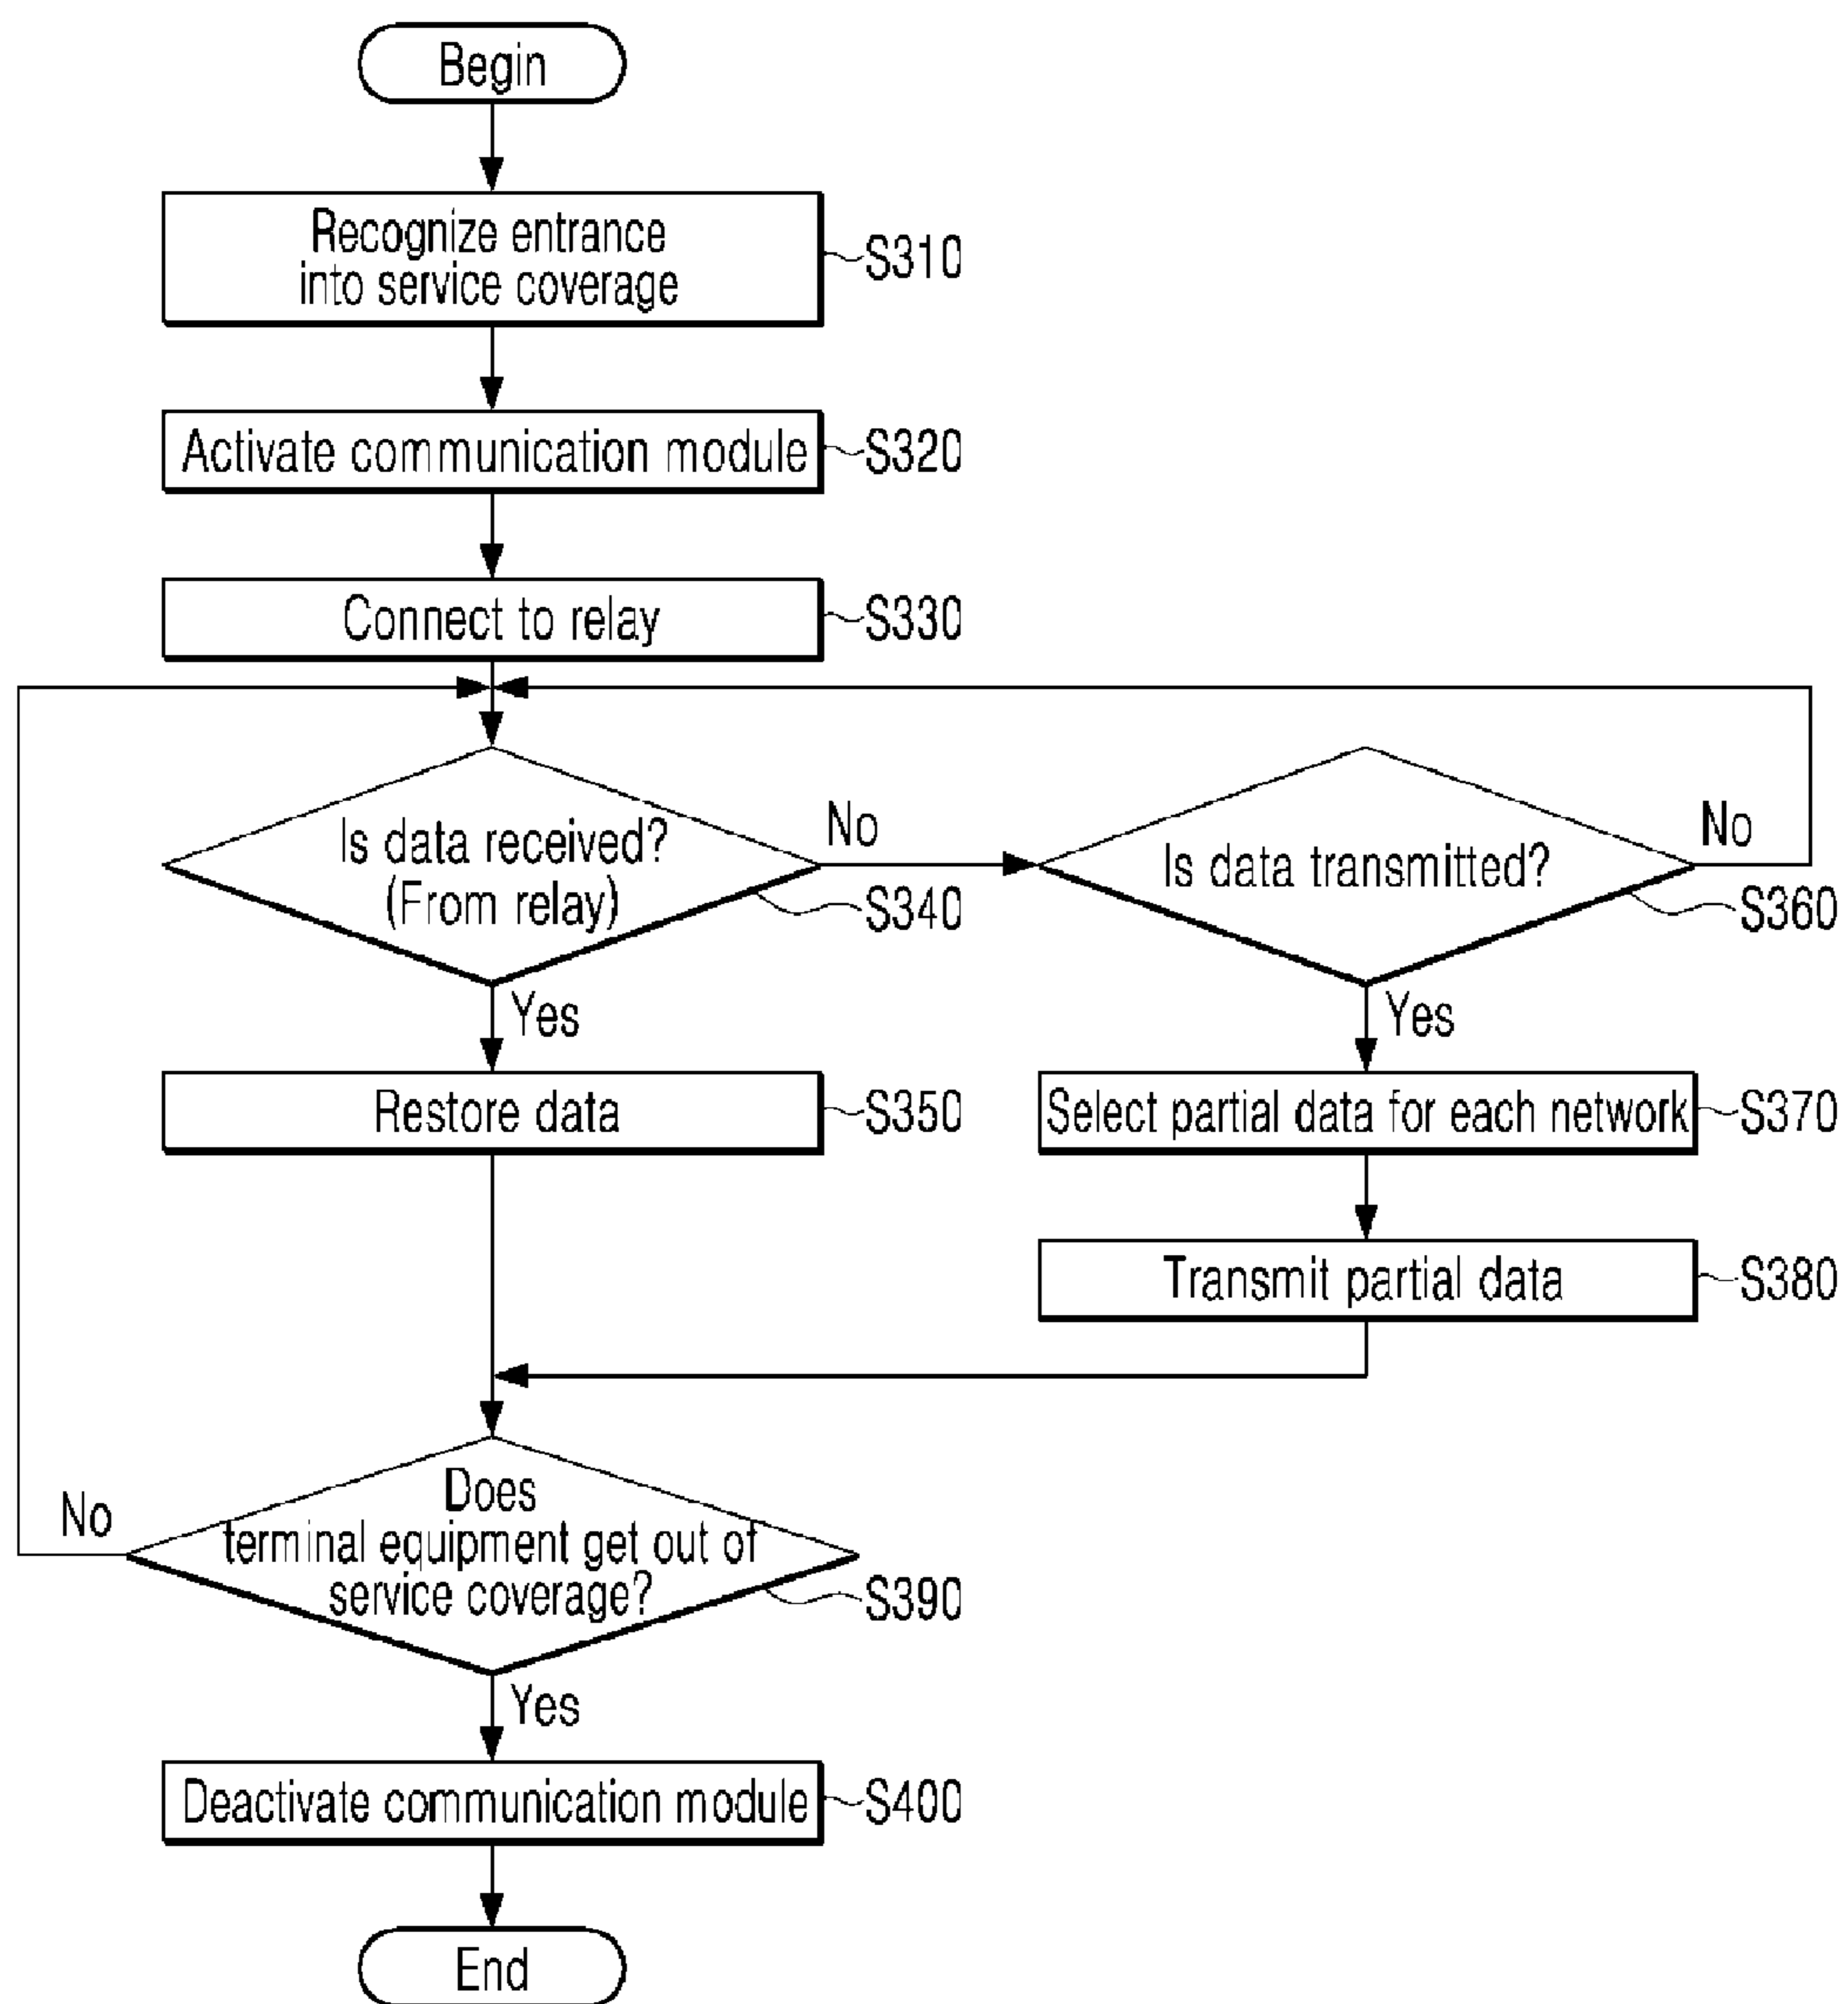 Begin
Recognize entrance
into service coverage
S310
Activate communication module
S320
Connect to relay
S330
Is data received?
(From relay)
No
S340
Is data transmitted?
No
S360
Yes
Yes
Restore data
S350
Select partial data for each network
S370
Transmit partial data
S380
Does
terminal equipment get out of
service coverage?
No
S390
Yes
Deactivate communication module
S400
End